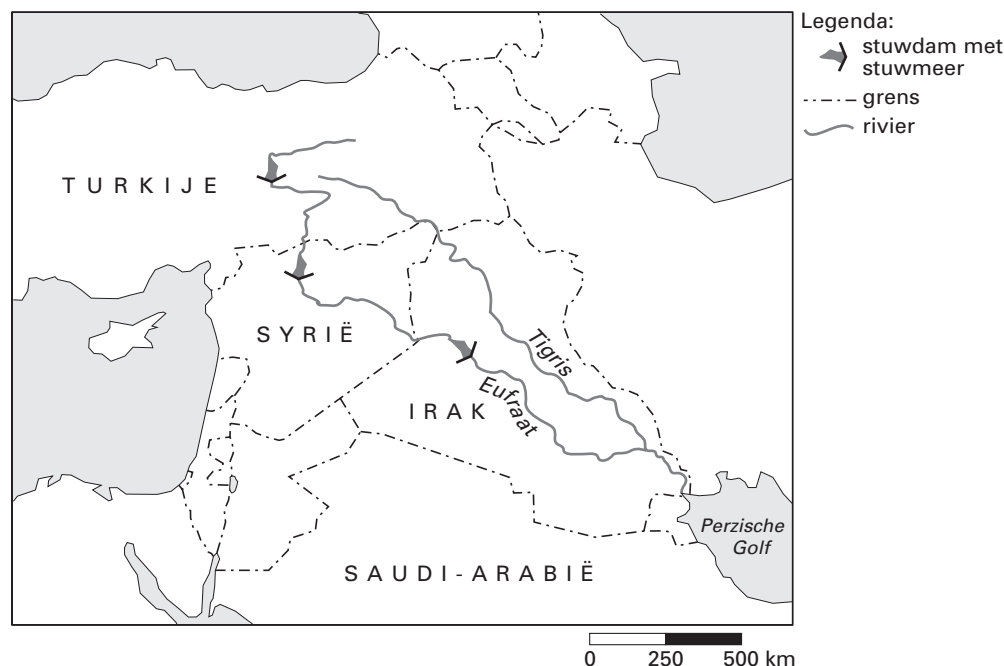 Legenda:
stuwdam met
stuwmeer
grens
rivier
TURKIJE
SYRIË
Tigris
Eufraat
IRAK
Perzische
Golf
SAUDI-ARABIË
0 250 500 km